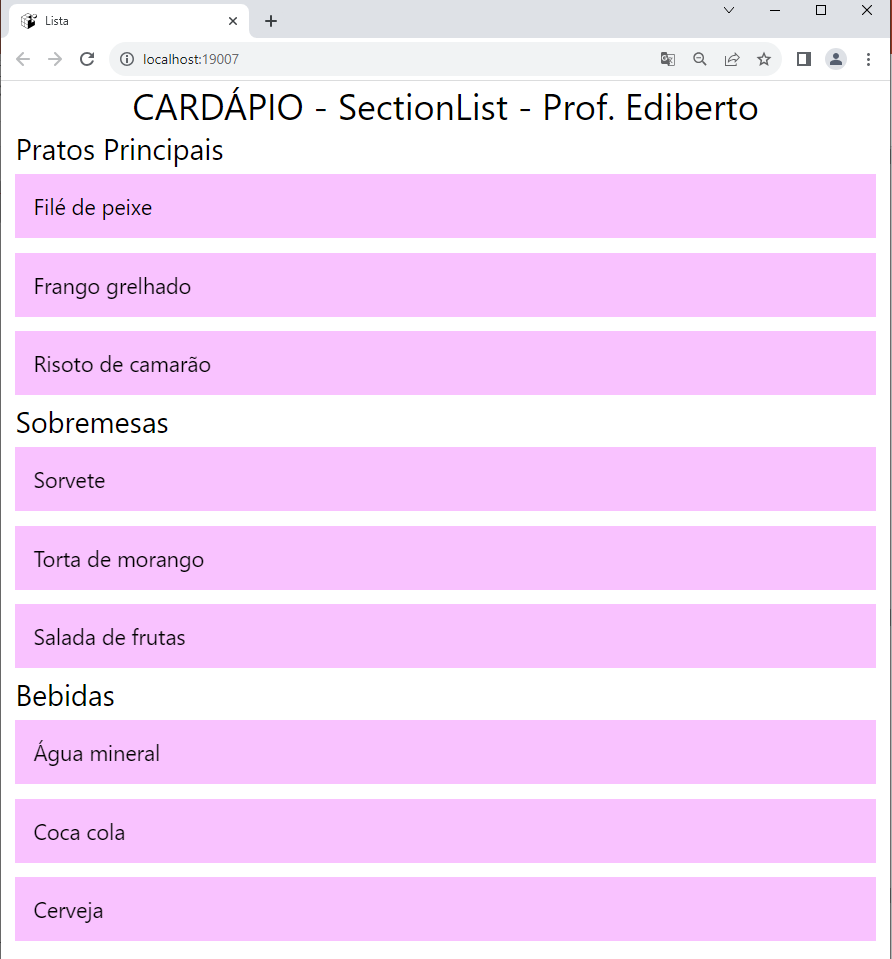 Lista
localhost:19007
CARDÁPIO - SectionList - Prof. Ediberto
Pratos Principais
Filé de peixe
Frango grelhado
Risoto de camarão
Sobremesas
Sorvete
Torta de morango
Salada de frutas
Bebidas
Água mineral
Coca cola
Cerveja